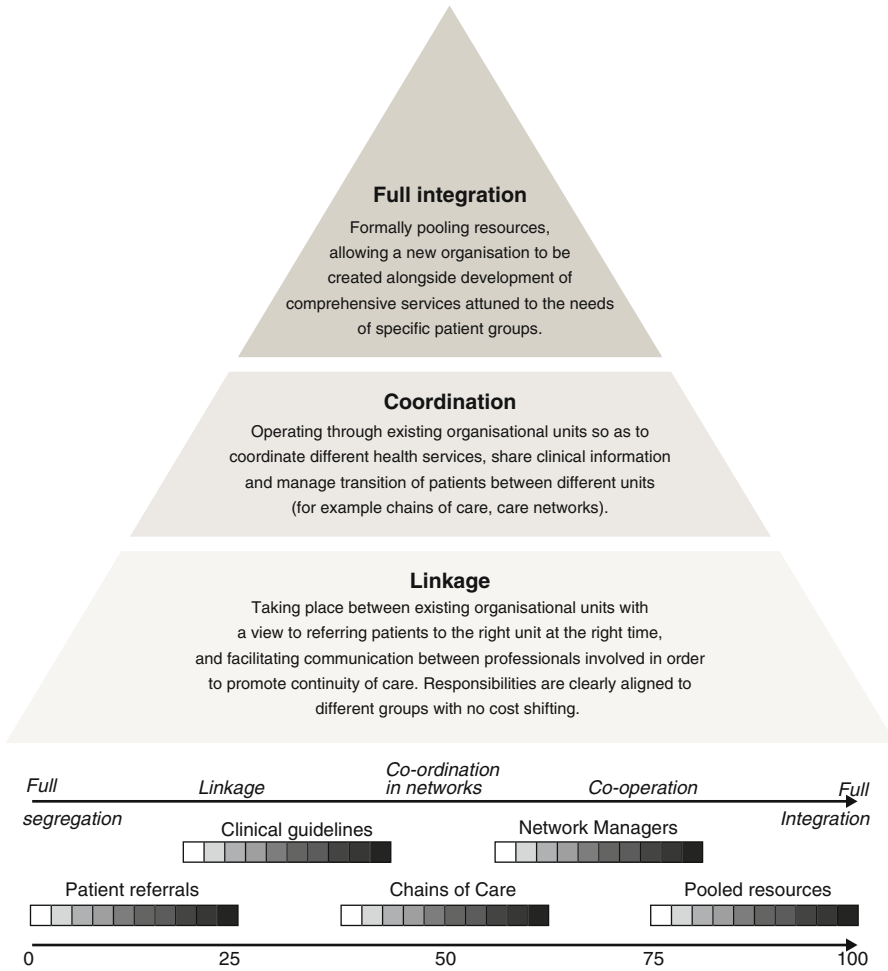 Full integration
Formally pooling resources,
allowing a new organisation to be
created alongside development of
comprehensive services attuned to the needs
of specific patient groups.
Coordination
Operating through existing organisational units so as to
coordinate different health services, share clinical information
and manage transition of patients between different units
(for example chains of care, care networks).
Linkage
Taking place between existing organisational units with
a view to referring patients to the right unit at the right time,
and facilitating communication between professionals involved in order
to promote continuity of care. Responsibilities are clearly aligned to
different groups with no cost shifting.
Full
segregation
Linkage
Co-ordination
in networks
Co-operation
Full
Integration
Clinical guidelines
Network Managers
Patient referrals
Chains of Care
Pooled resources
0
25
50
75
100